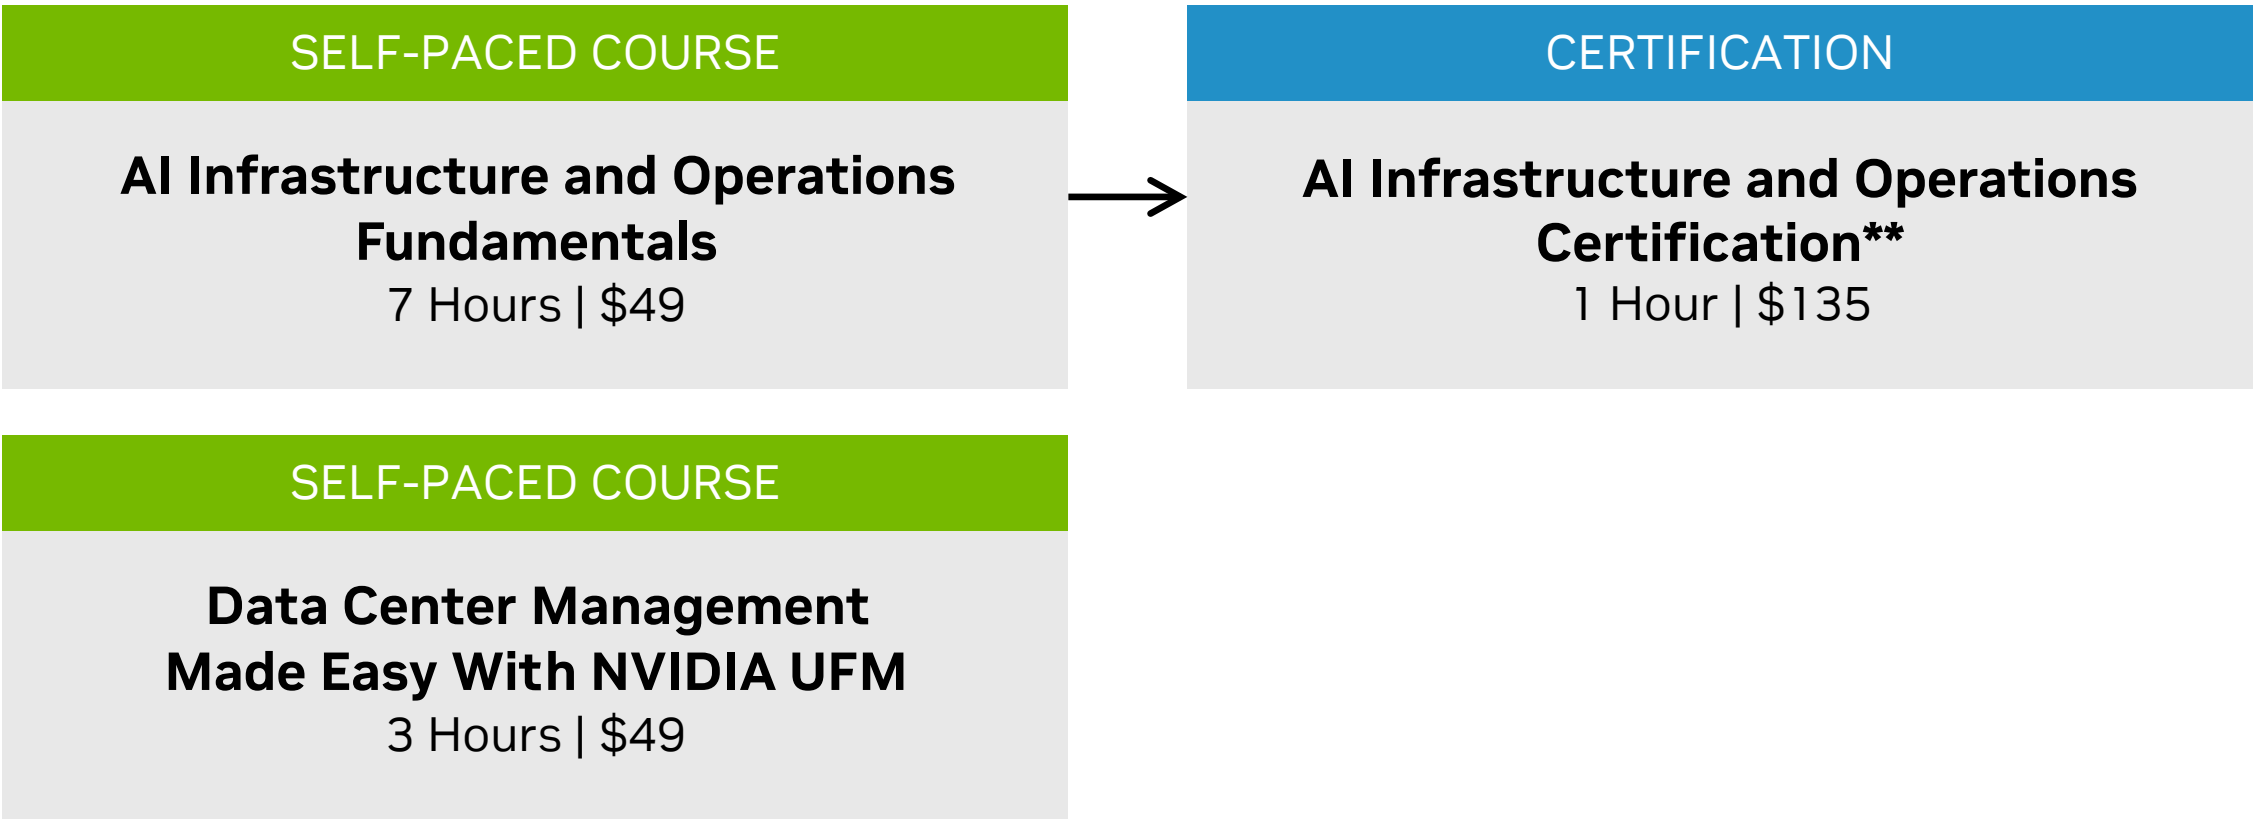 SELF-PACED COURSE
AI Infrastructure and Operations
Fundamentals
7 Hours | $49
CERTIFICATION
AI Infrastructure and Operations
Certification**
1 Hour | $135
SELF-PACED COURSE
Data Center Management
Made Easy With NVIDIA UFM
3 Hours | $49